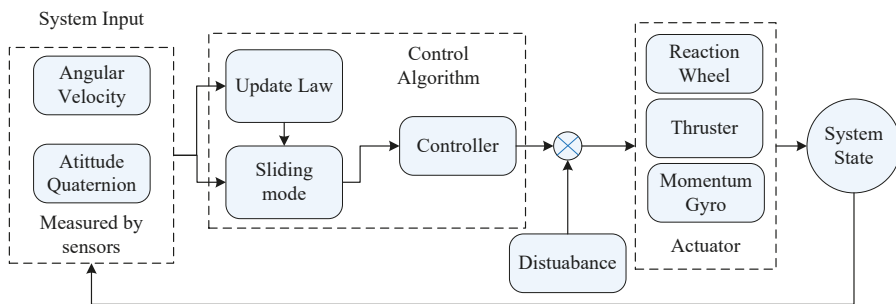 System Input
Angular
Velocity
Atittude
Quaternion
Measured by
sensors
Control
Algorithm
Update Law
Sliding
mode
Controller
Distuabance
Reaction
Wheel
Thruster
Momentum
Gyro
Actuator
System
State